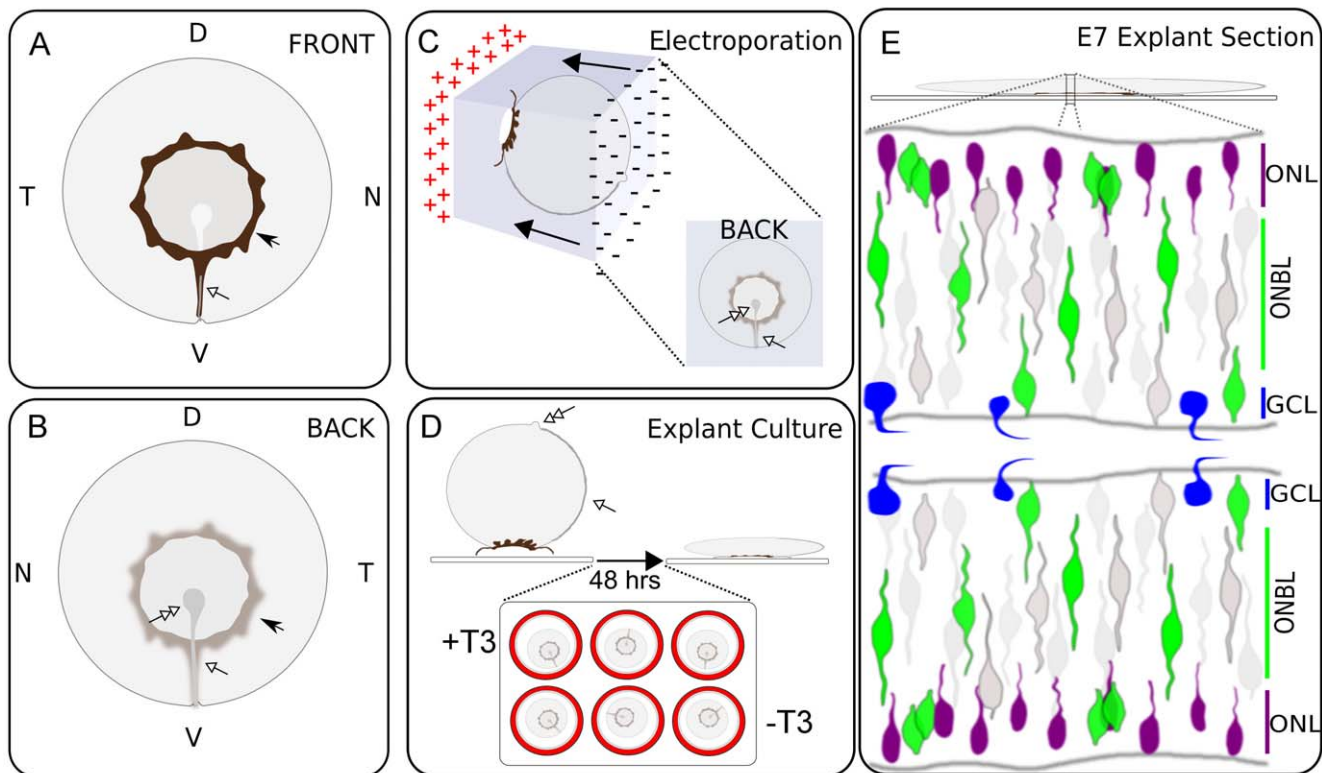 A
FRONT
D
T
N
V
B
BACK
D
N
T
V
C
Electroporation
+ + + + + + + + + + + + + + + + + + + +
- - - - - - - - - - - - - - - - - - - -
BACK
D
Explant Culture
48 hrs
+T3
-T3
E
E7 Explant Section
ONL
ONBL
GCL
GCL
ONBL
ONL